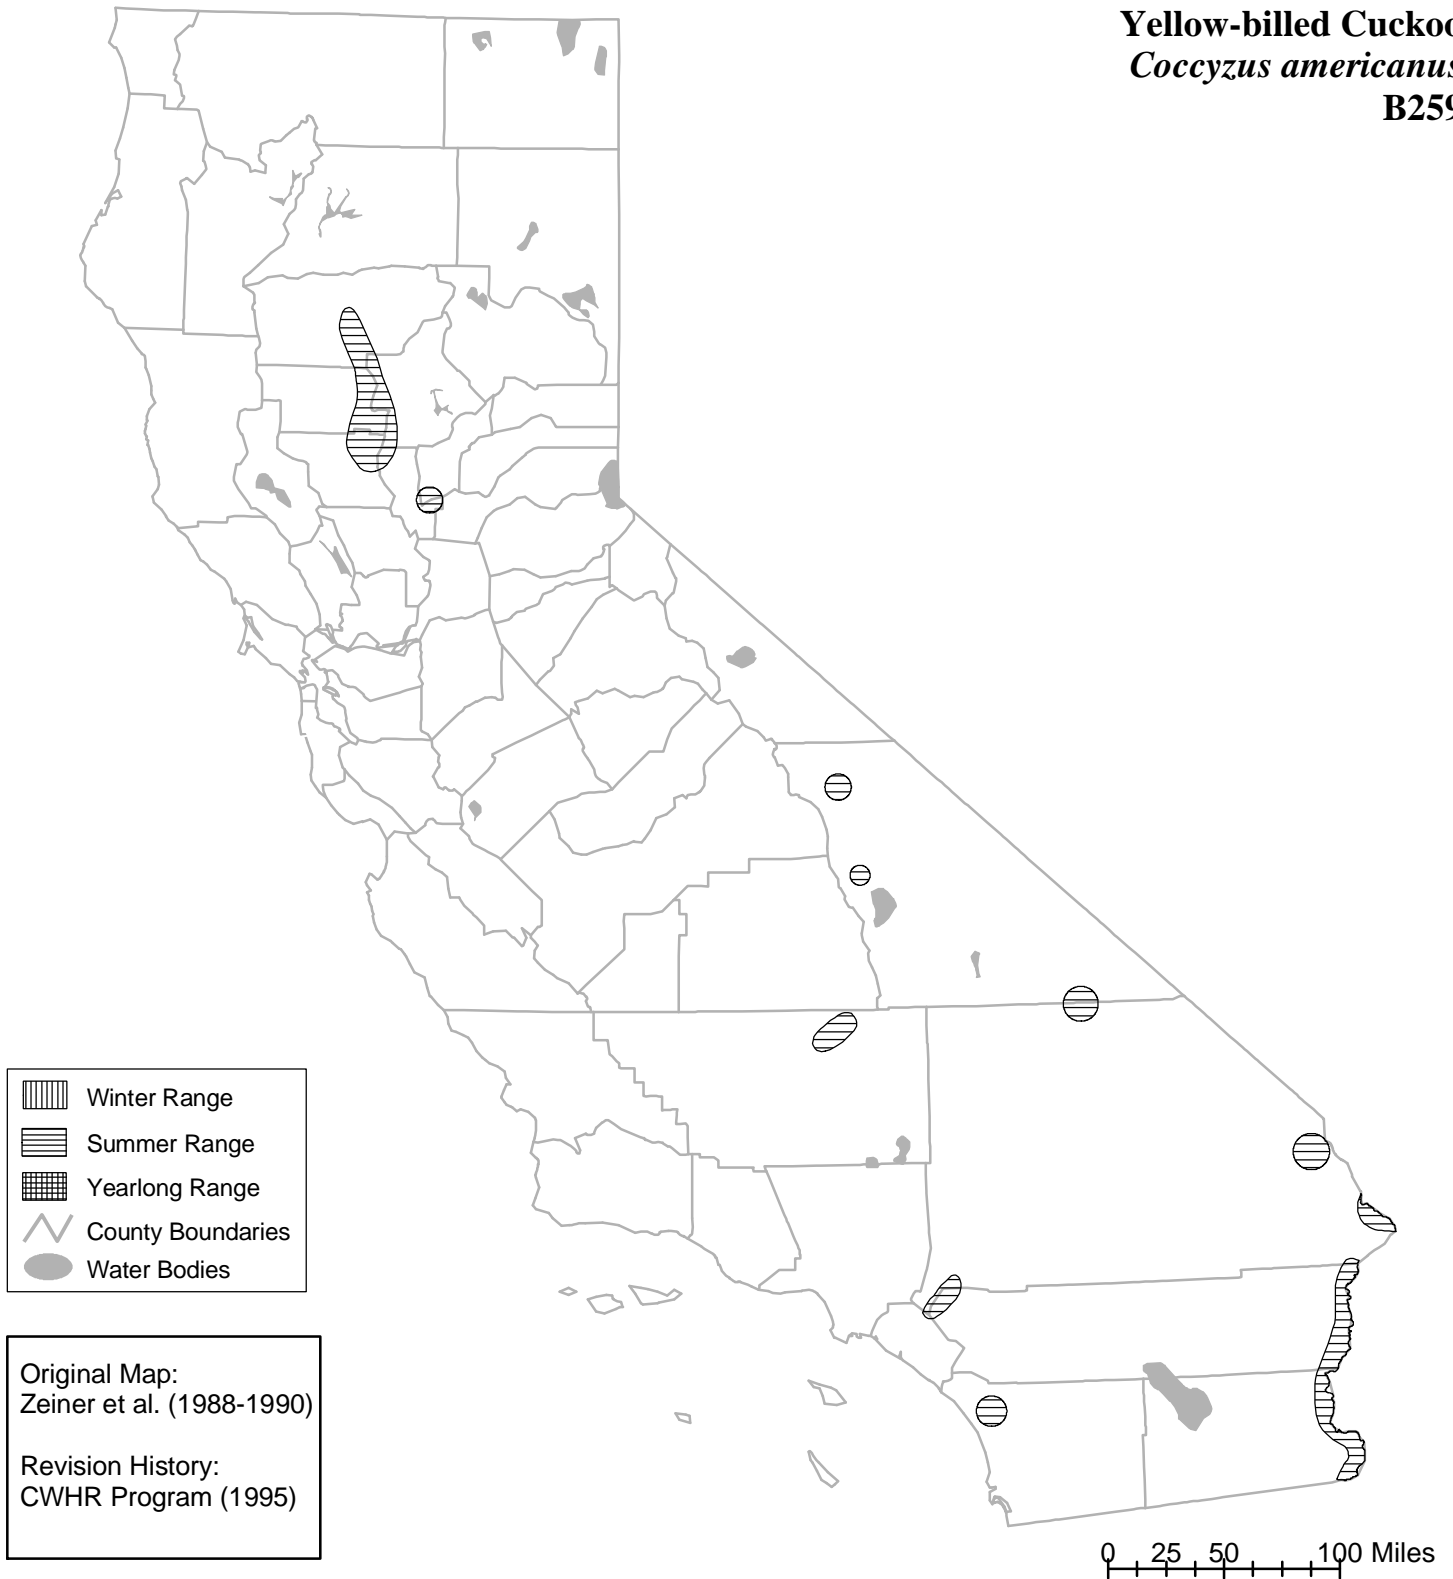 Yellow-billed Cuckoo
Coccyzus americanus
B259
Winter Range
Summer Range
Yearlong Range
County Boundaries
Water Bodies
Original Map:
Zeiner et al. (1988-1990)
Revision History:
CWHR Program (1995)
0 25 50 100 Miles